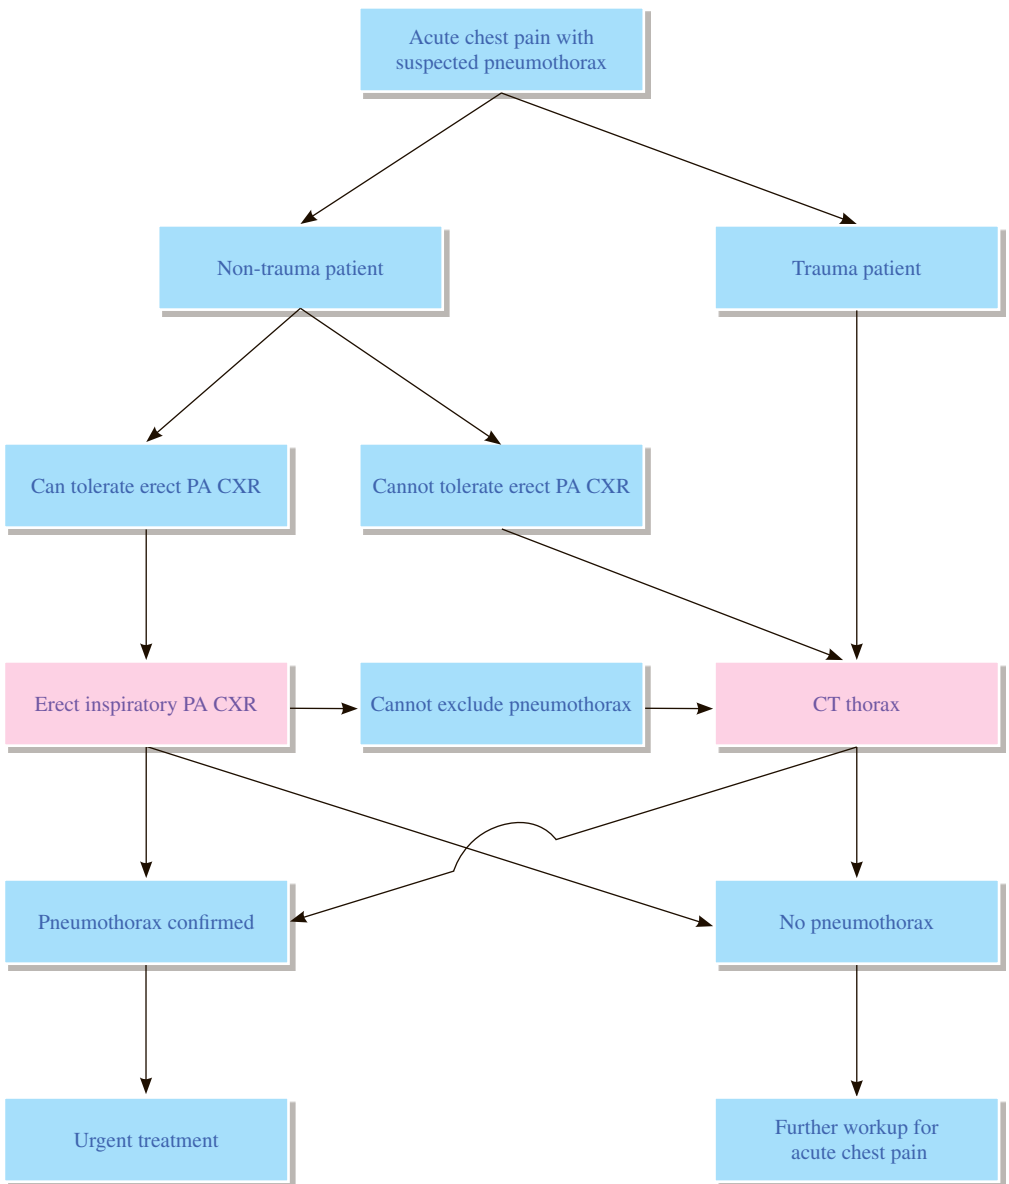 Acute chest pain with
suspected pneumothorax
Non-trauma patient
Trauma patient
Can tolerate erect PA CXR
Cannot tolerate erect PA CXR
Erect inspiratory PA CXR
Cannot exclude pneumothorax
CT thorax
Pneumothorax confirmed
No pneumothorax
Urgent treatment
Further workup for
acute chest pain